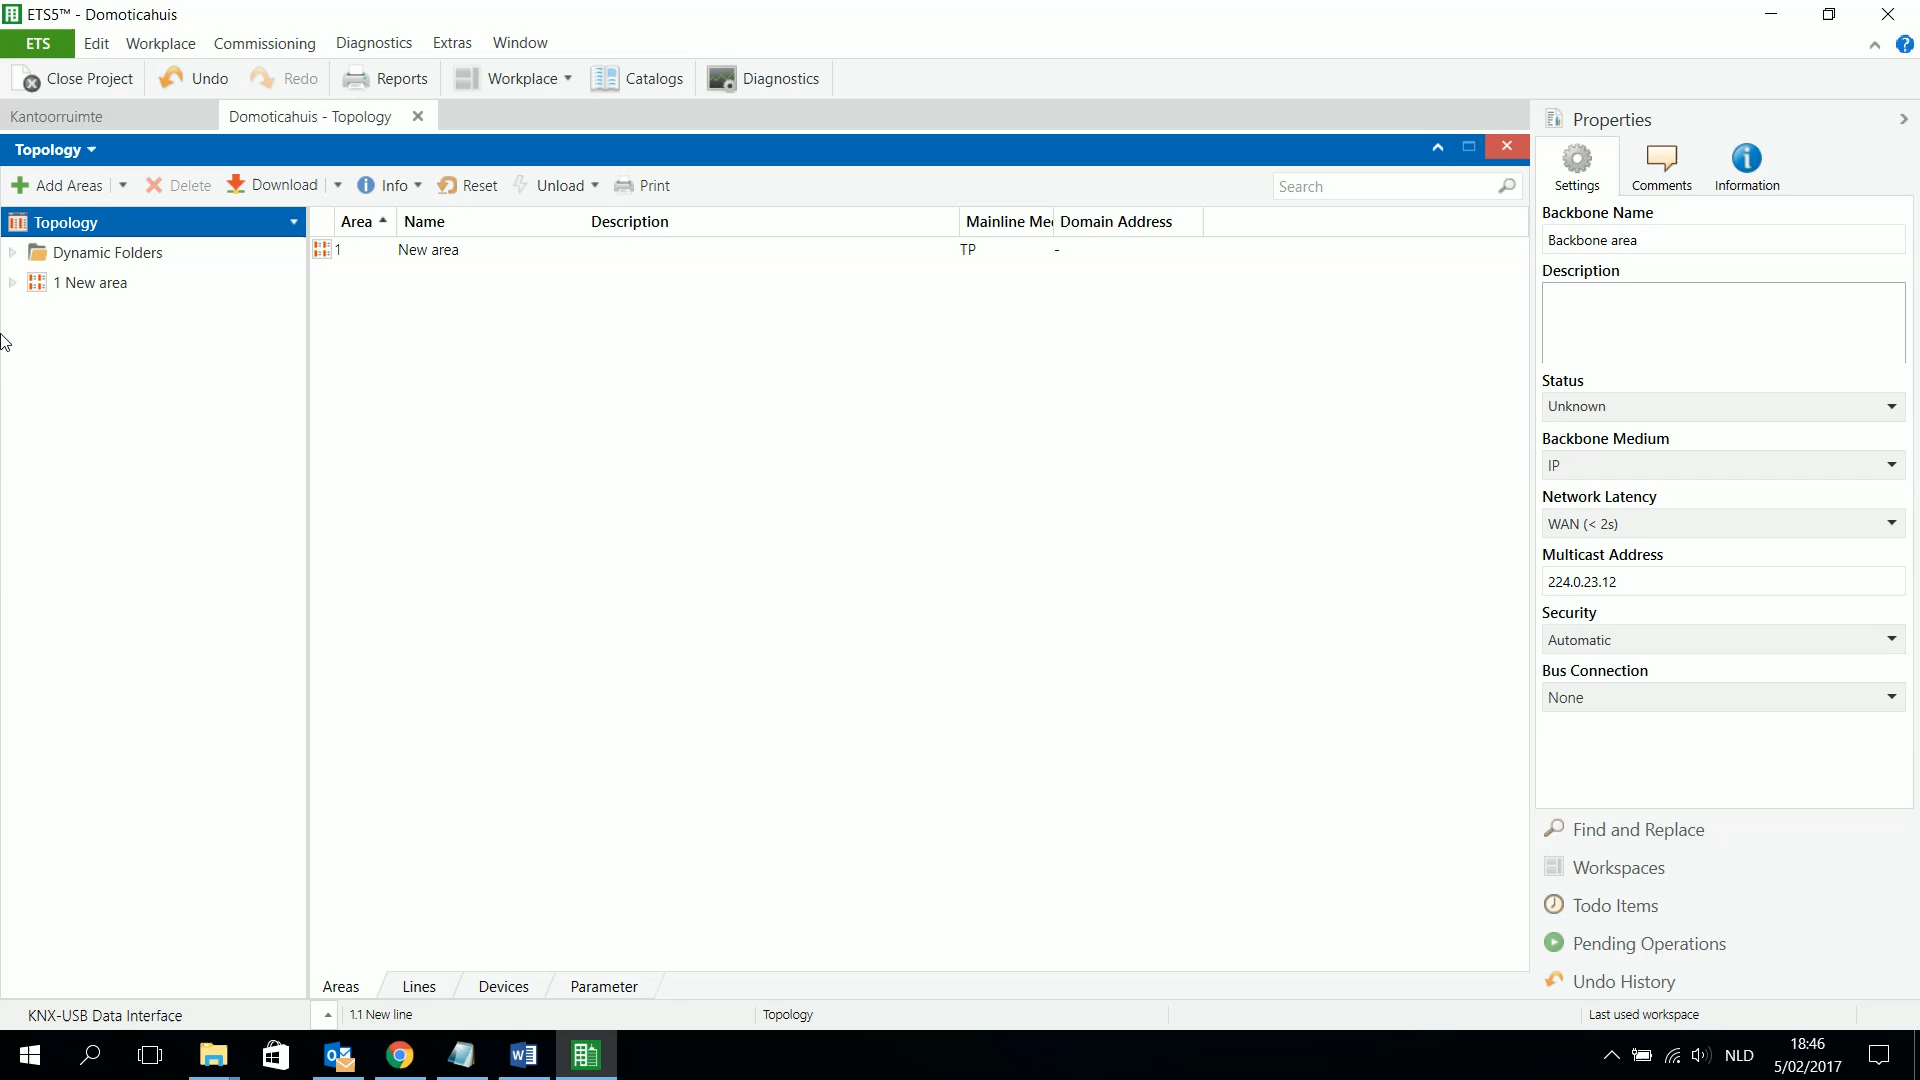 ETS5™ - Domoticahuis
ETS Edit Workplace Commissioning Diagnostics Extras Window
Close Project Undo Redo Reports Workplace Catalogs Diagnostics
Kantoorruimte Domoticahuis - Topology
Topology
Add Areas Delete Download Info Reset Unload Print Search
Topology
Dynamic Folders
1 New area
Area Name Description Mainline Me Domain Address
1 New area TP -
Properties
Settings Comments Information
Backbone Name
Backbone area
Description
Status
Unknown
Backbone Medium
IP
Network Latency
WAN (< 2s)
Multicast Address
224.0.23.12
Security
Automatic
Bus Connection
None
Find and Replace
Workspaces
Todo Items
Pending Operations
Undo History
Areas Lines Devices Parameter
KNX-USB Data Interface 1.1 New line Topology Last used workspace
NLD 18:46
5/02/2017